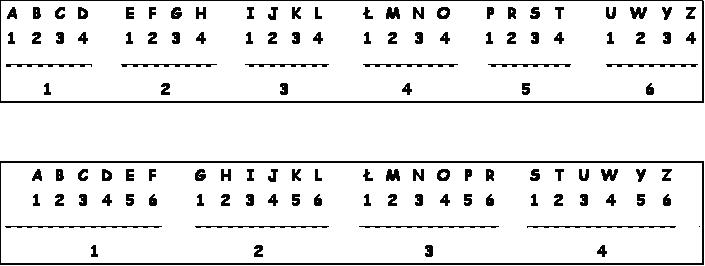 A B C D E F G H I J K L Ł M N O P R S T U W Y Z
1 2 3 4 1 2 3 4 1 2 3 4 1 2 3 4 1 2 3 4 1 2 3 4
1 2 3 4 5 6
A B C D E F G H I J K L Ł M N O P R S T U W Y Z
1 2 3 4 5 6 1 2 3 4 5 6 1 2 3 4 5 6 1 2 3 4 5 6
1 2 3 4